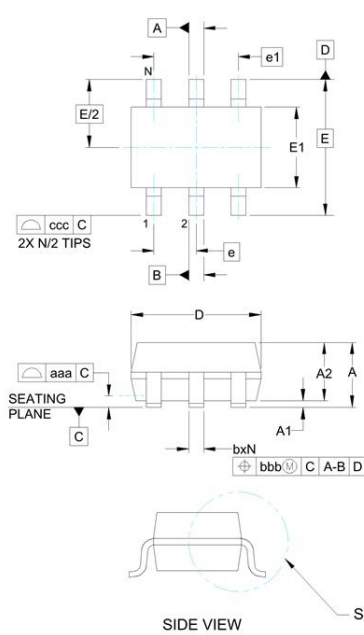 A
e1
D
N
E/2
E1
E
ccc C
2X N/2 TIPS
1
2
e
B
D
aaa C
A2
A
SEATING
PLANE
C
A1
bxN
bbb M C A-B D
S
SIDE VIEW